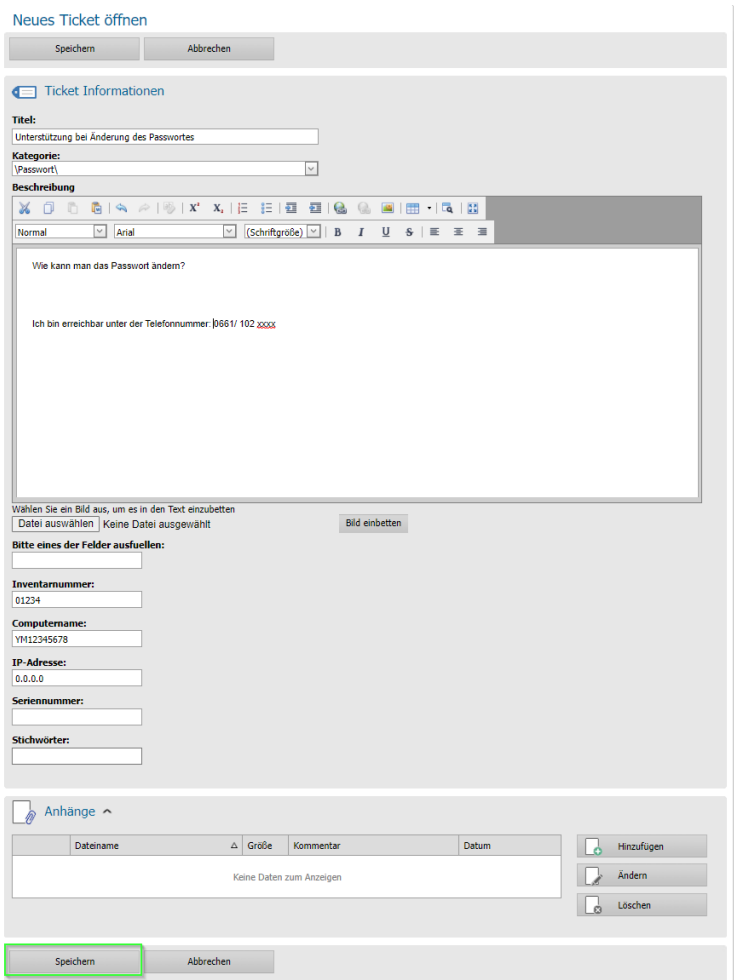 Neues Ticket öffnen
Speichern Abbrechen
Ticket Informationen
Titel:
Unterstützung bei Änderung des Passwortes
Kategorie:
\Passwort\
Beschreibung
Normal Arial (Schriftgröße) B I U S
Wie kann man das Passwort ändern?
Ich bin erreichbar unter der Telefonnummer: 0661/ 102 xxxx
Wählen Sie ein Bild aus, um es in den Text einzubetten
Datei auswählen Keine Datei ausgewählt Bild einbetten
Bitte eines der Felder ausfuellen:
Inventarnummer:
01234
Computername:
YM12345678
IP-Adresse:
0.0.0.0
Seriennummer:
Stichwörter:
Anhänge
Dateiname Größe Kommentar Datum
Keine Daten zum Anzeigen
Hinzufügen
Ändern
Löschen
Speichern Abbrechen